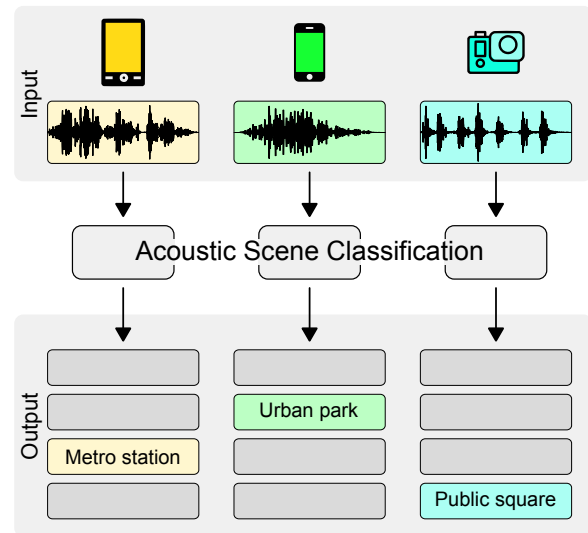 Input
Acoustic Scene Classification
Output
Urban park
Metro station
Public square